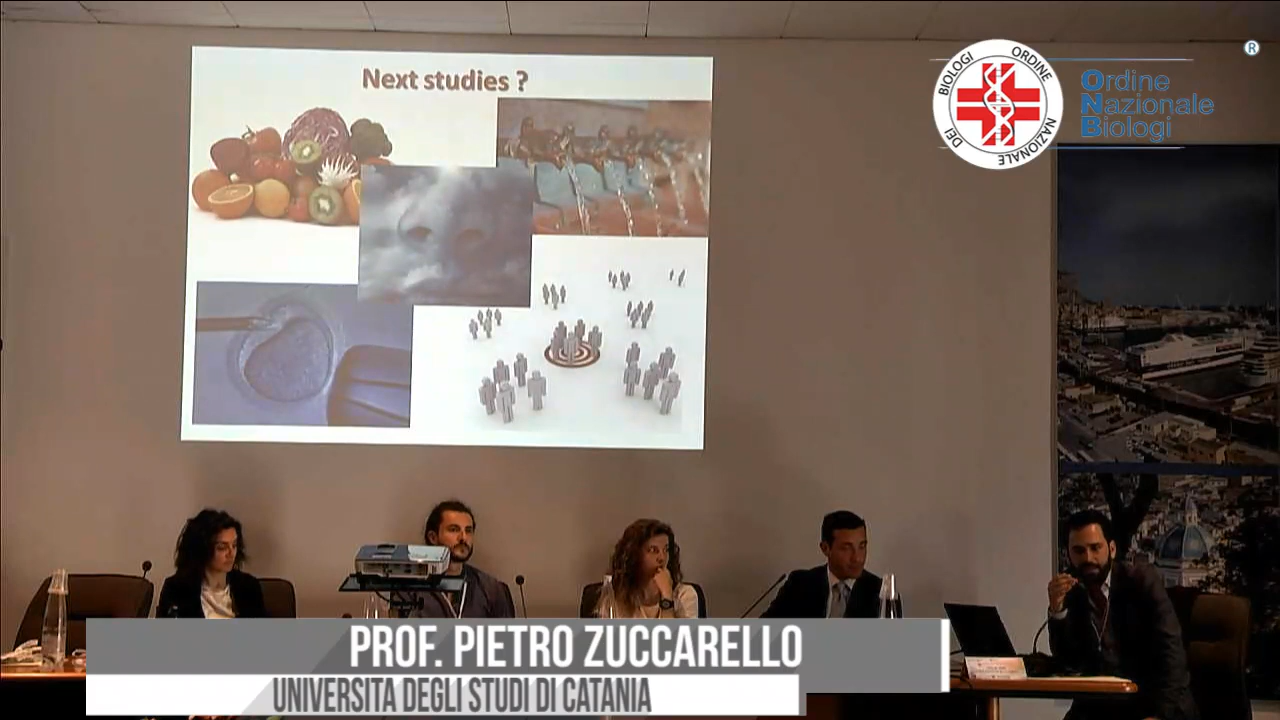 Next studies ?
ORDINE
NAZIONALE
DEI BIOLOGI
Ordine
Nazionale
Biologi
®
PROF. PIETRO ZUCCARELLO
UNIVERSITA DEGLI STUDI DI CATANIA